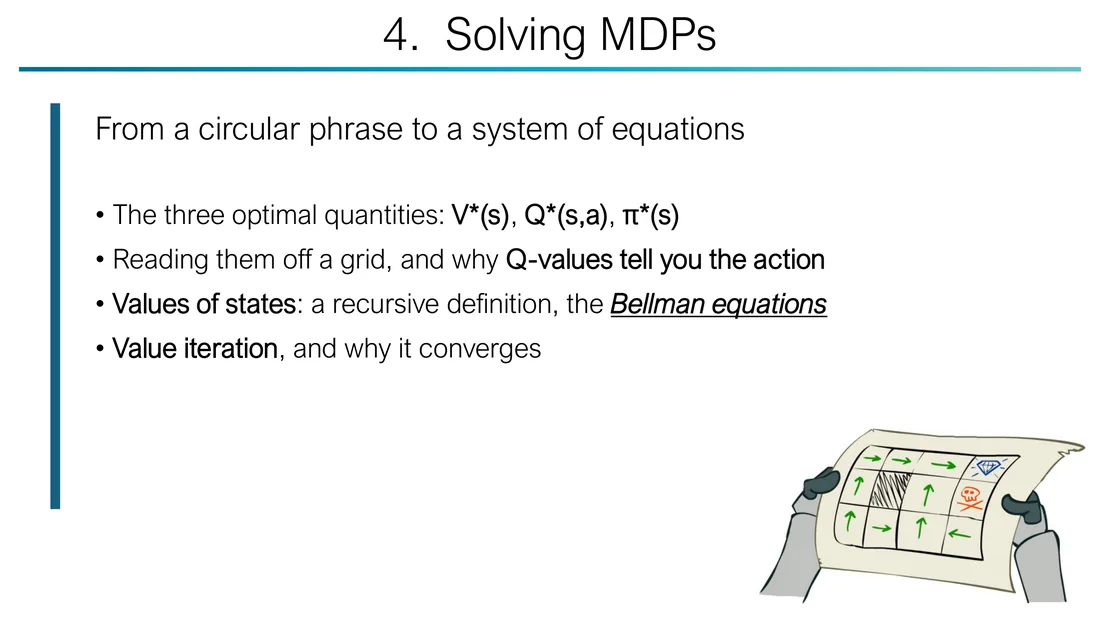 4. Solving MDPs
From a circular phrase to a system of equations
• The three optimal quantities: V*(s), Q*(s,a), π*(s)
• Reading them off a grid, and why Q-values tell you the action
• Values of states: a recursive definition, the Bellman equations
• Value iteration, and why it converges